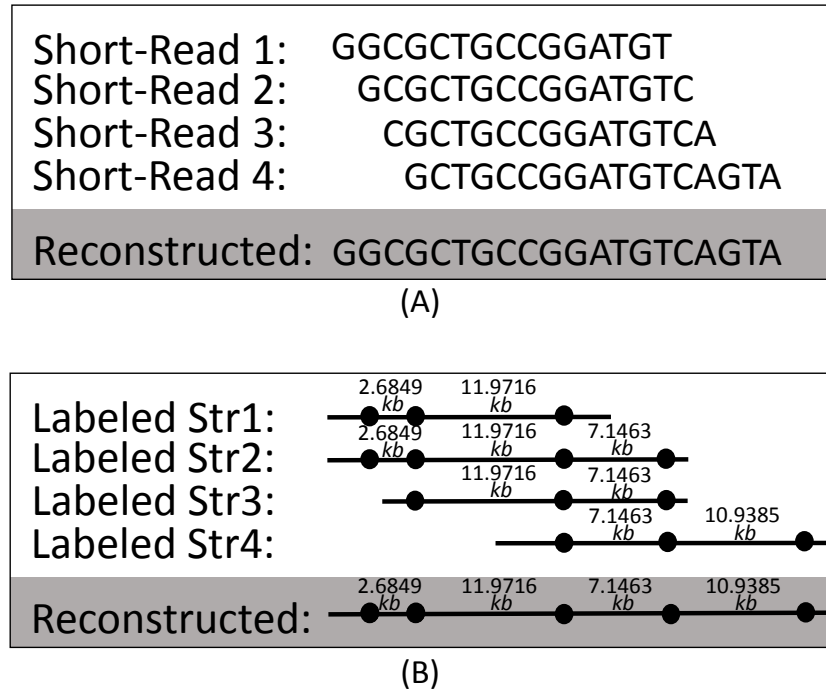 Short-Read 1: GGCGCTGCCGGATGT
Short-Read 2: GCGCTGCCGGATGTC
Short-Read 3: CGCTGCCGGATGTCA
Short-Read 4: GCTGCCGGATGTCAGTA
Reconstructed: GGCGCTGCCGGATGTCAGTA
(A)
2.6849 11.9716
Labeled Str1: kb kb
2.6849 11.9716 7.1463
Labeled Str2: kb kb kb
11.9716 7.1463
Labeled Str3: kb kb
7.1463 10.9385
Labeled Str4: kb kb
2.6849 11.9716 7.1463 10.9385
Reconstructed: kb kb kb kb
(B)